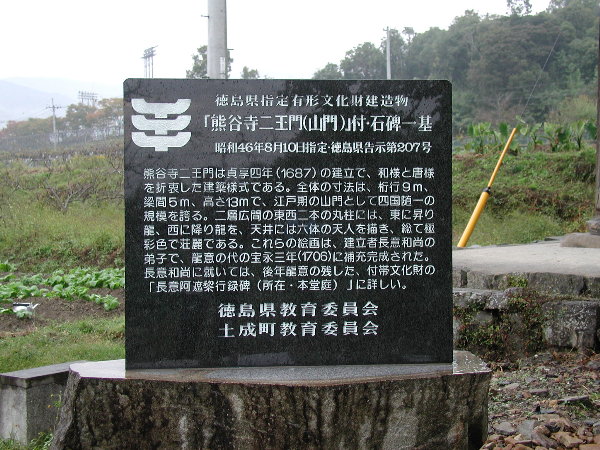 徳島県指定有形文化財建造物
「熊谷寺二王門(山門)」付・石碑一基
昭和46年8月10日指定・徳島県告示第207号
熊谷寺二王門は貞享四年(1687)の建立で、和様と唐様
を折衷した建築様式である。全体の寸法は、桁行9m、
梁間5m、高さ13mで、江戸期の山門として四国随一の
規模を誇る。二層広間の東西二本の丸柱には、東に昇り
龍、西に降り龍を、天井には六体の天人を描き、総て極
彩色で荘麗である。これらの絵画は、建立者長意和尚の
弟子で、龍意の代の宝永三年(1706)に補充完成された。
長意和尚に就いては、後年龍意の残した、付帯文化財の
「長意阿遮梨行録碑(所在・本堂庭)」に詳しい。
徳島県教育委員会
土成町教育委員会